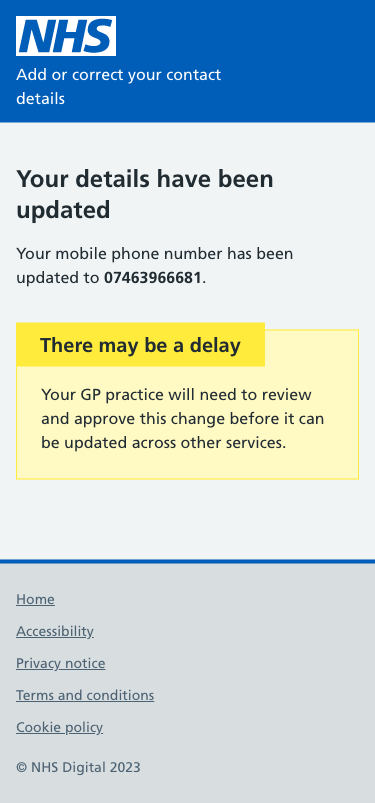 NHS
Add or correct your contact
details
Your details have been
updated
Your mobile phone number has been
updated to 07463966681.
There may be a delay
Your GP practice will need to review
and approve this change before it can
be updated across other services.
Home
Accessibility
Privacy notice
Terms and conditions
Cookie policy
© NHS Digital 2023